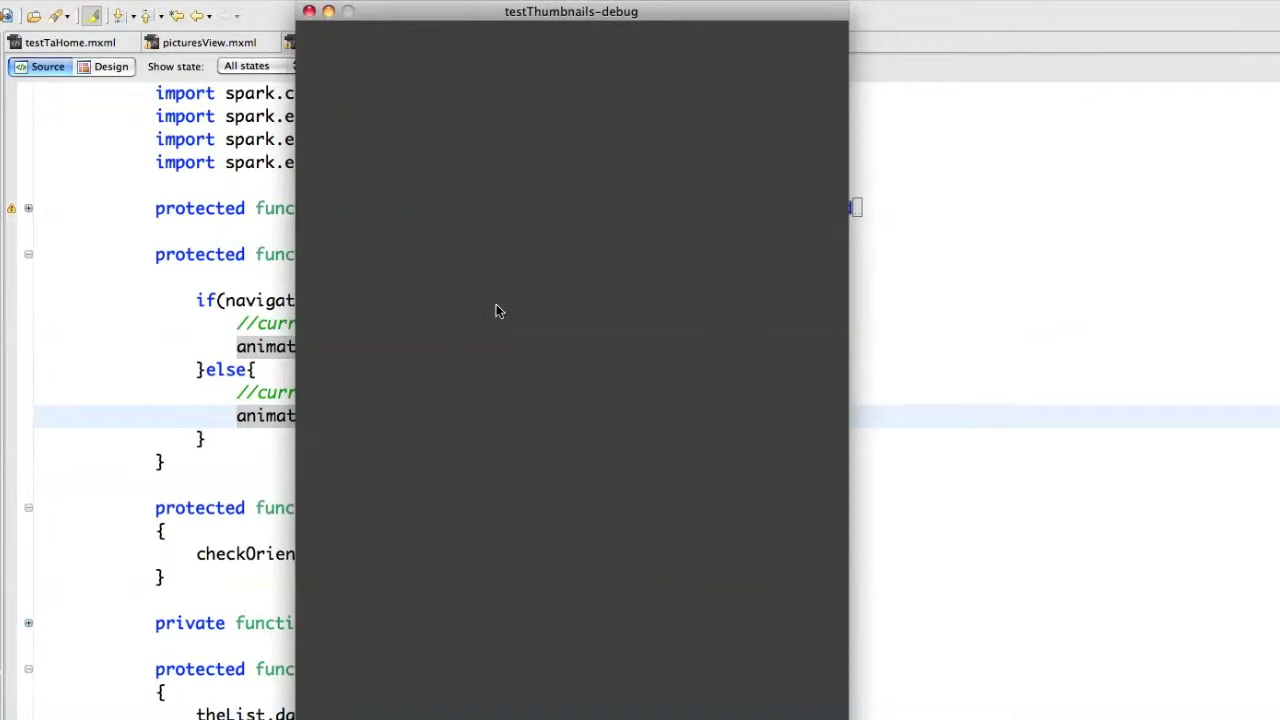 testThumbnails-debug
testTaHome.mxml picturesView.mxml
Source Design Show state: All states
import spark.c
import spark.e
import spark.e
import spark.e
protected func
protected func
if(navigat
//curr
animat
}else{
//curr
animat
}
}
protected func
{
checkOrien
}
private functi
protected func
{
theList.da